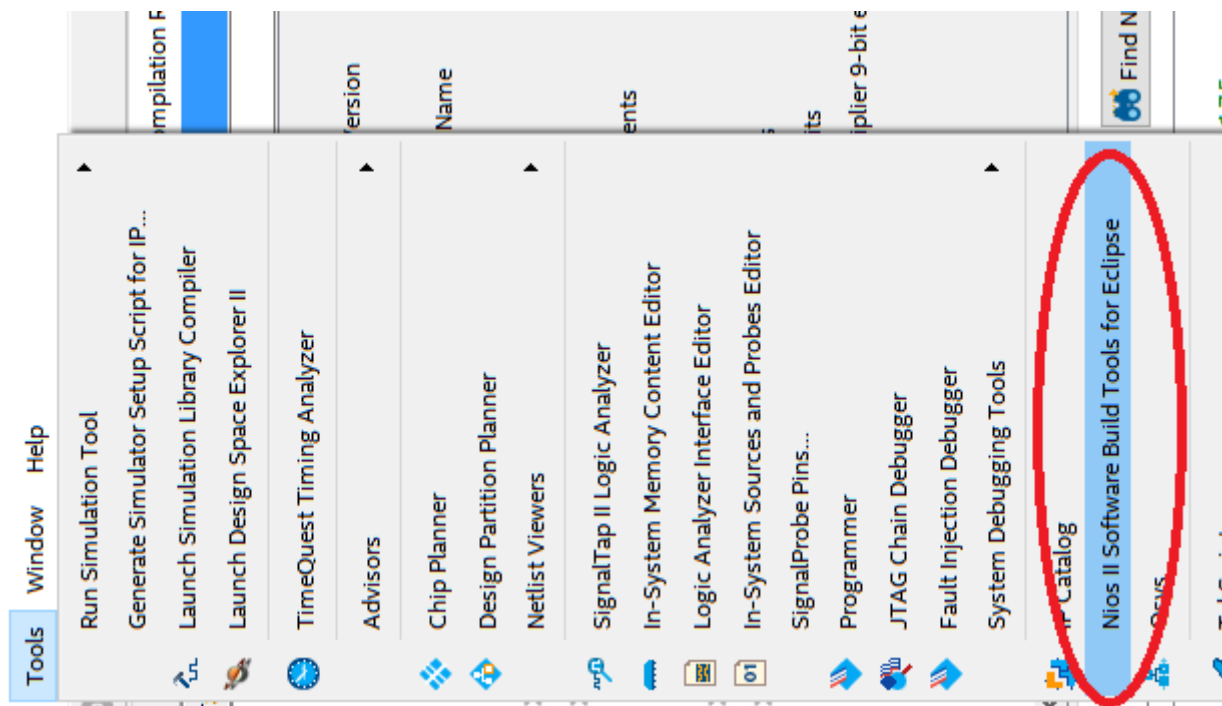 Tools Window Help
Run Simulation Tool
Generate Simulator Setup Script for IP...
Launch Simulation Library Compiler
Launch Design Space Explorer II
TimeQuest Timing Analyzer
Advisors
Chip Planner
Design Partition Planner
Netlist Viewers
SignalTap II Logic Analyzer
In-System Memory Content Editor
Logic Analyzer Interface Editor
In-System Sources and Probes Editor
SignalProbe Pins...
Programmer
JTAG Chain Debugger
Fault Injection Debugger
System Debugging Tools
IP Catalog
Nios II Software Build Tools for Eclipse
Qsys
ompilation R
ersion
Name
ents
its
iplier 9-bit e
Find N